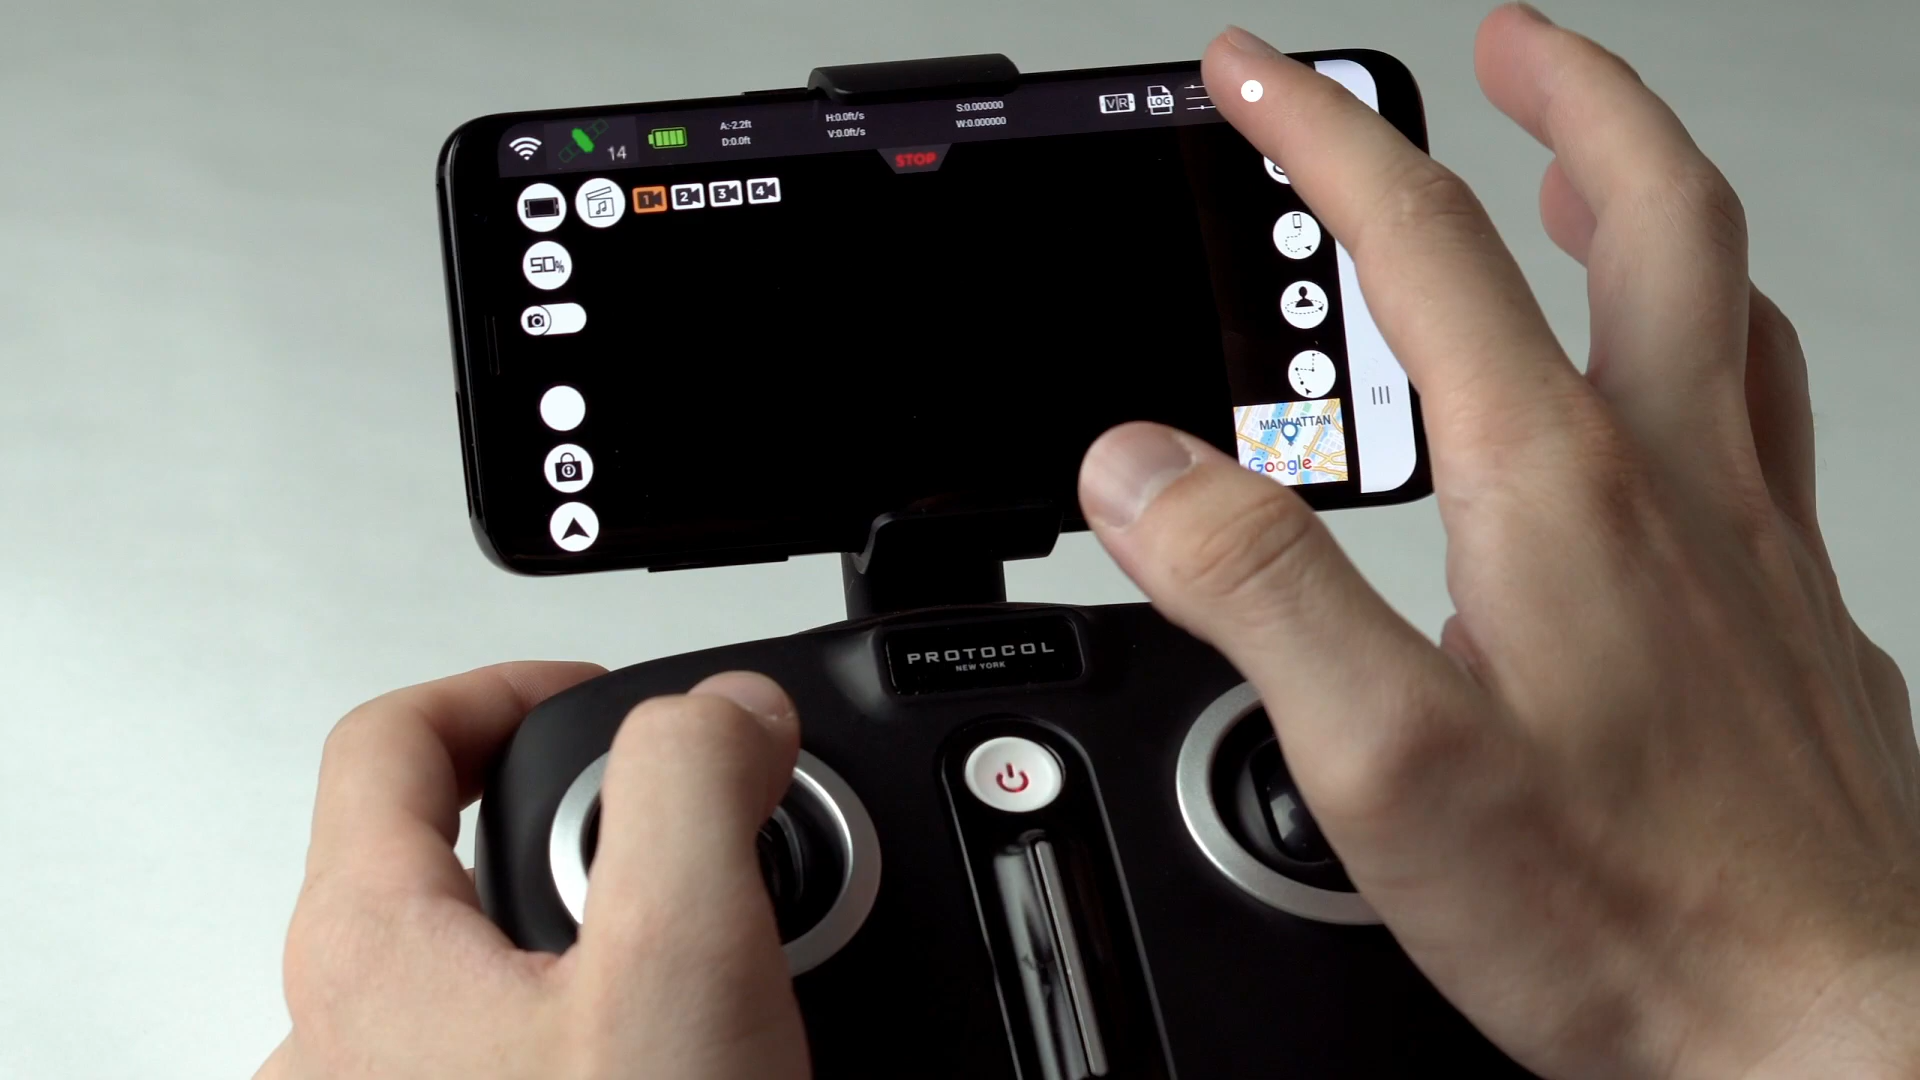 14
A:-2.2ft
D:0.0ft
H:0.0ft/s
V:0.0ft/s
S:0.000000
W:0.000000
VR
LOG
STOP
1
2
3
4
50%
MANHATTAN
Google
PROTOCOL
NEW YORK